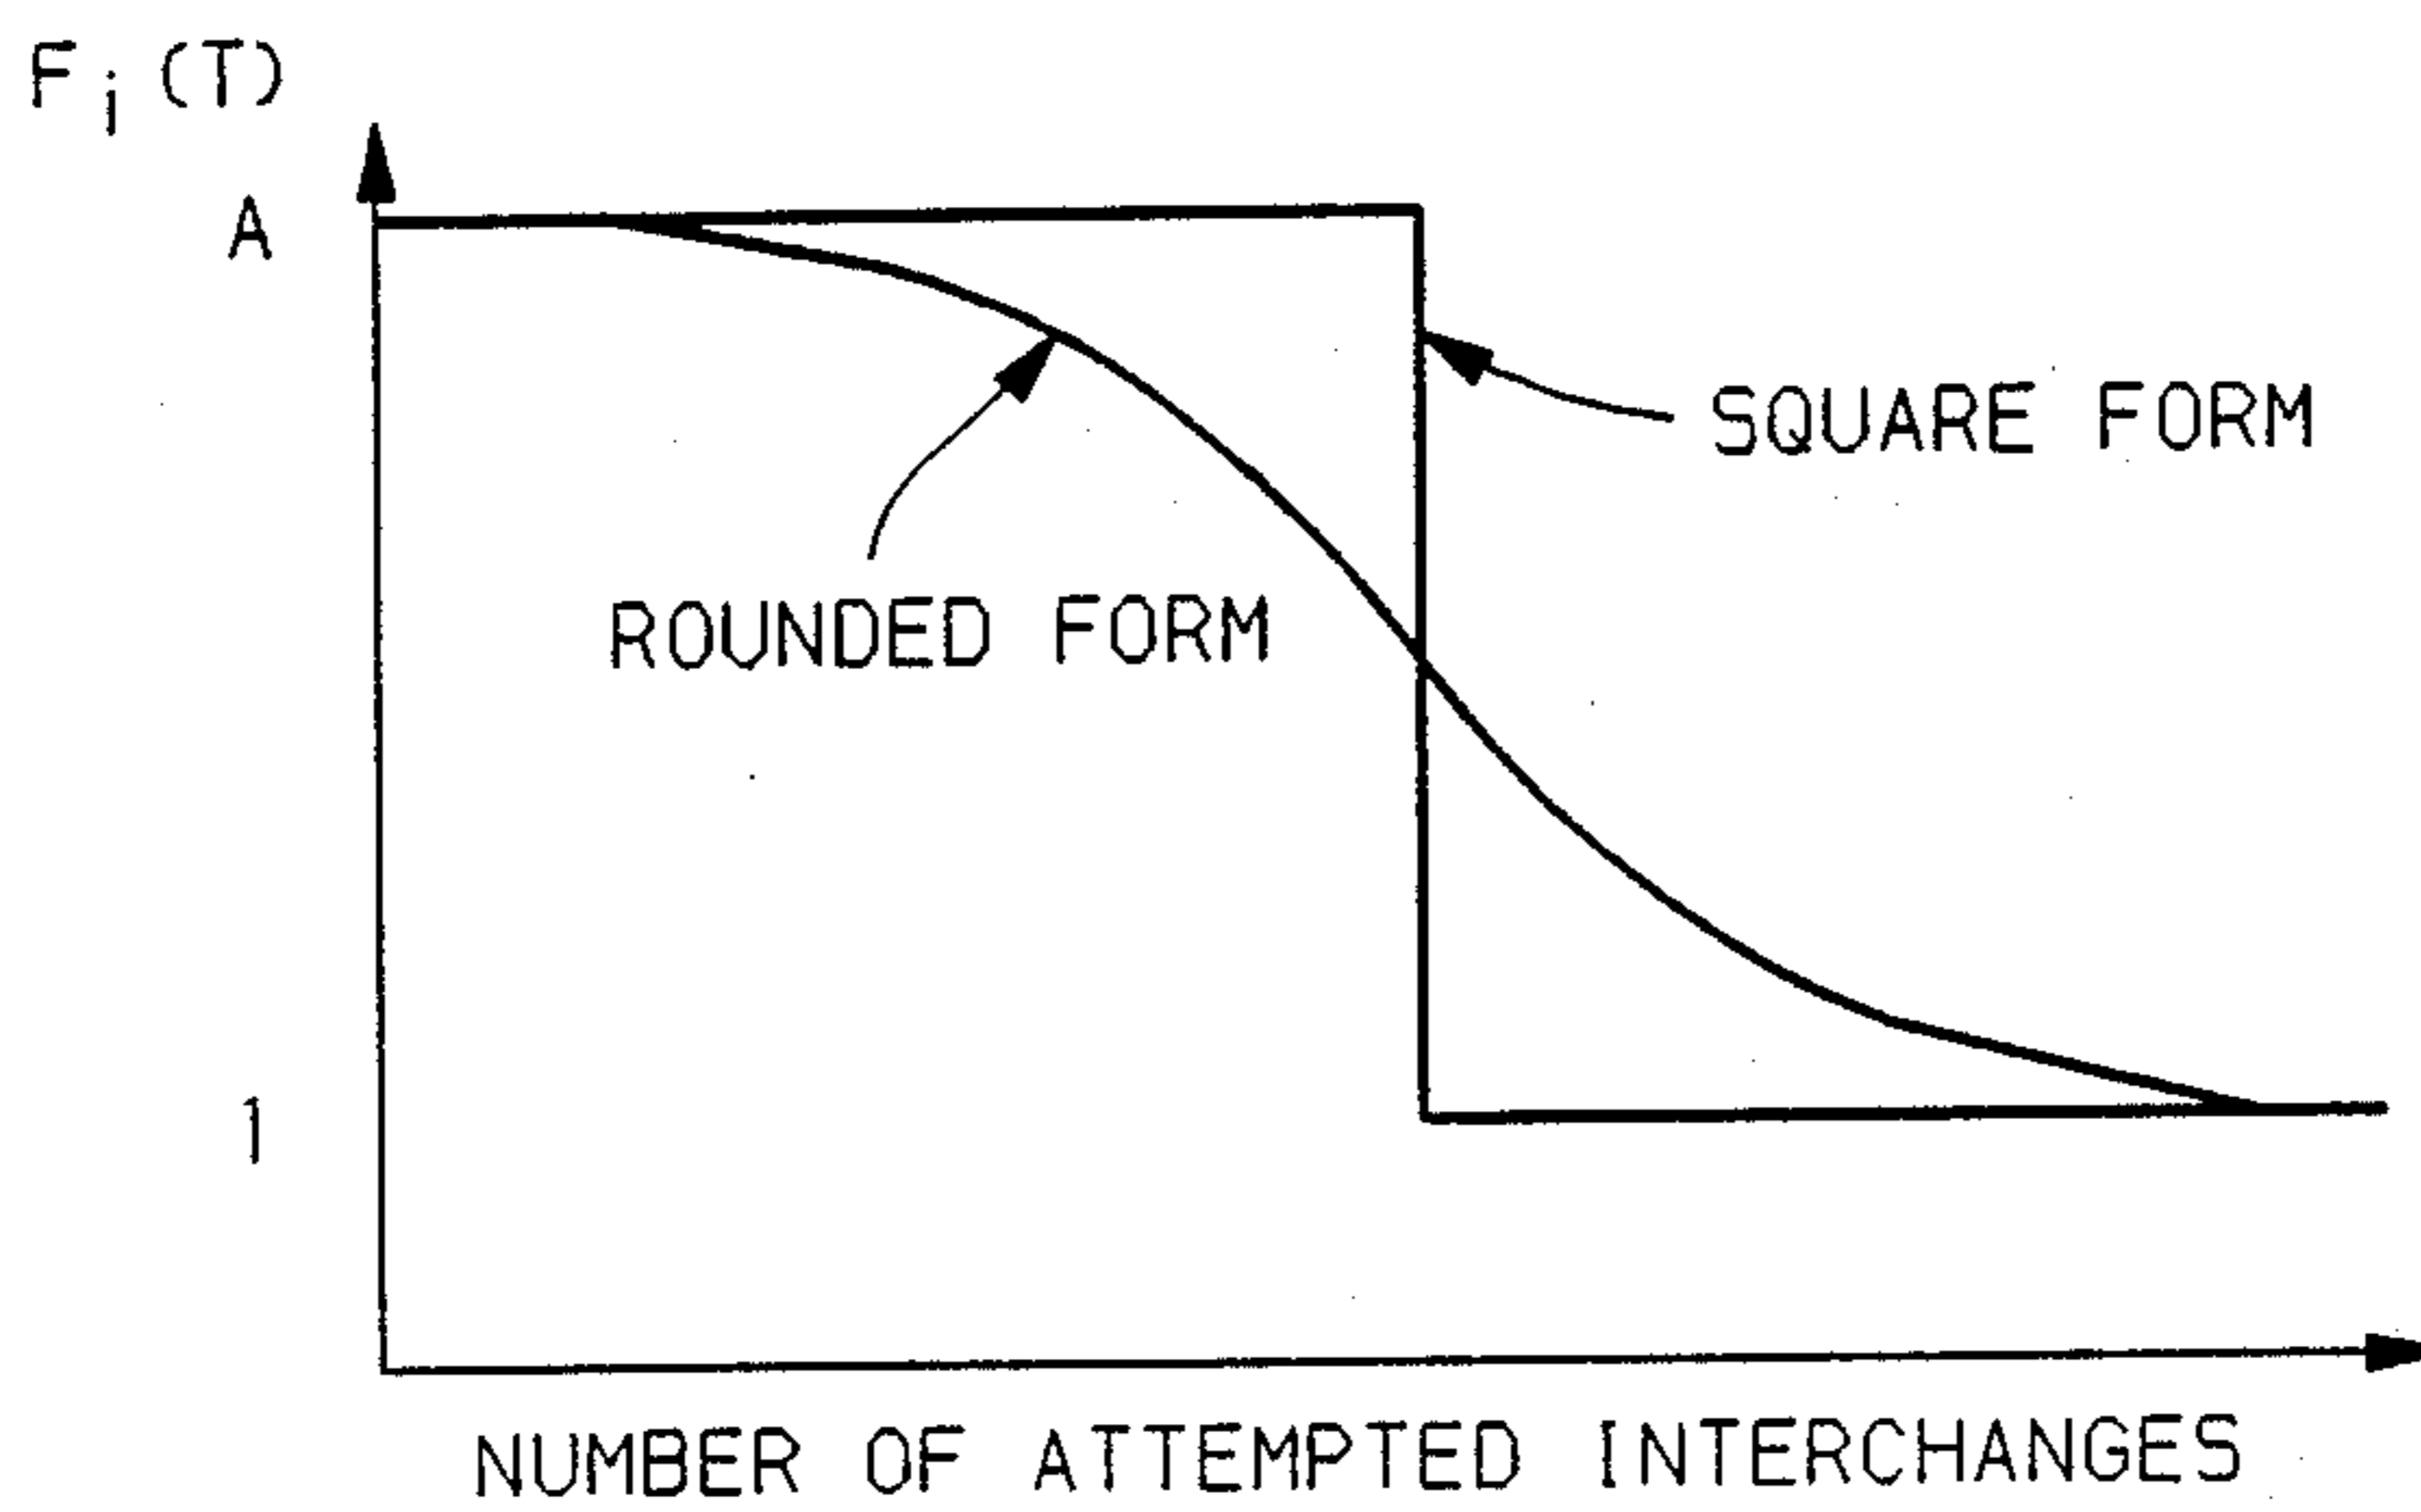 Fi (T)
A
SQUARE FORM
ROUNDED FORM
1
NUMBER OF ATTEMPTED INTERCHANGES